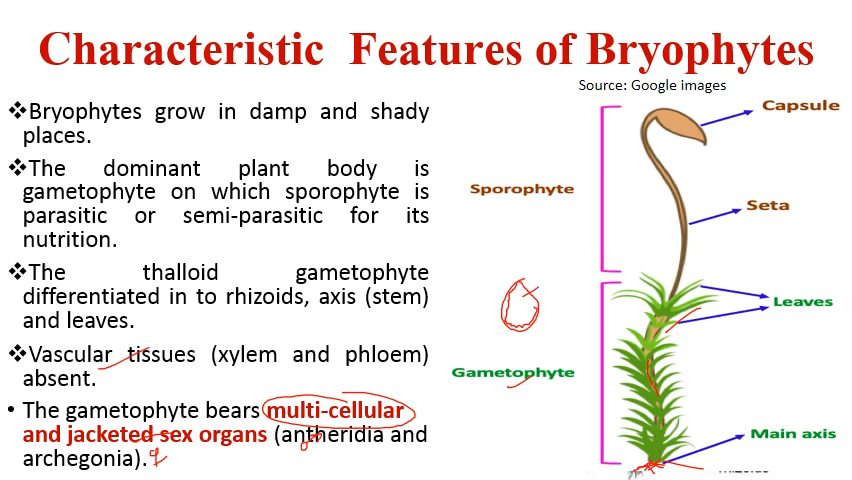 Characteristic Features of Bryophytes
Source: Google images
❖Bryophytes grow in damp and shady
places.
❖The dominant plant body is
gametophyte on which sporophyte is
parasitic or semi-parasitic for its
nutrition.
❖The thalloid gametophyte
differentiated in to rhizoids, axis (stem)
and leaves.
❖Vascular tissues (xylem and phloem)
absent.
• The gametophyte bears multi-cellular
and jacketed sex organs (antheridia and
archegonia).
Capsule
Sporophyte
Seta
Leaves
Gametophyte
Main axis